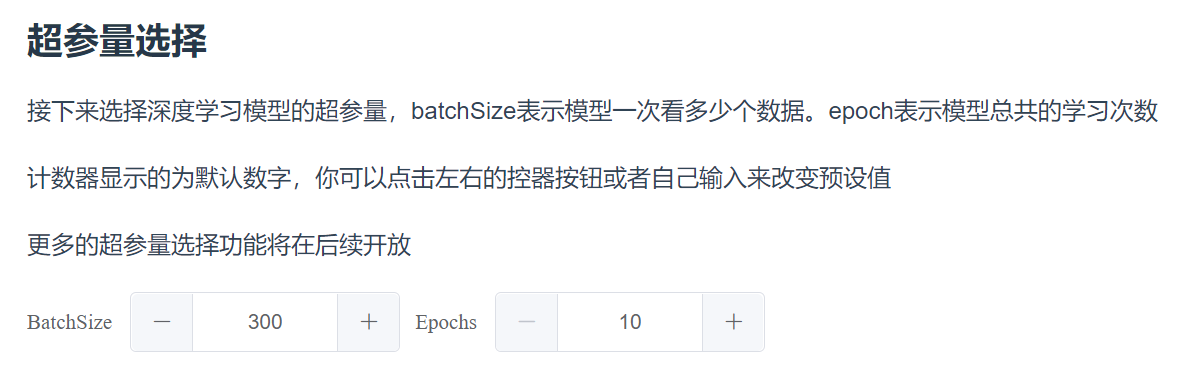 超参量选择
接下来选择深度学习模型的超参量，batchSize表示模型一次看多少个数据。epoch表示模型总共的学习次数
计数器显示的为默认数字，你可以点击左右的控器按钮或者自己输入来改变预设值
更多的超参量选择功能将在后续开放
BatchSize － 300 + Epochs － 10 +